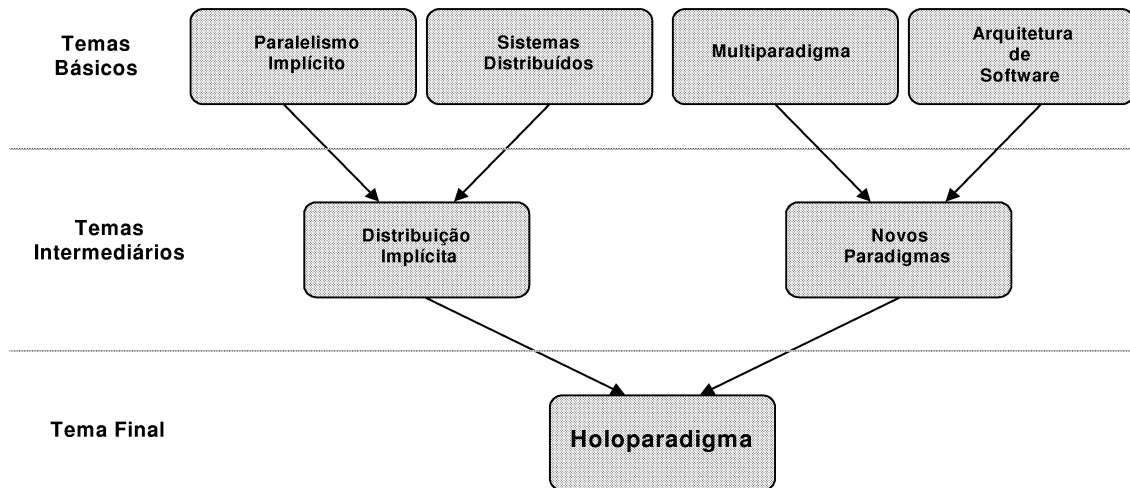 Temas
Básicos
Paralelismo
Implícito
Sistemas
Distribuídos
Multiparadigma
Arquitetura
de
Software
Temas
Intermediários
Distribuição
Implícita
Novos
Paradigmas
Tema Final
Holoparadigma